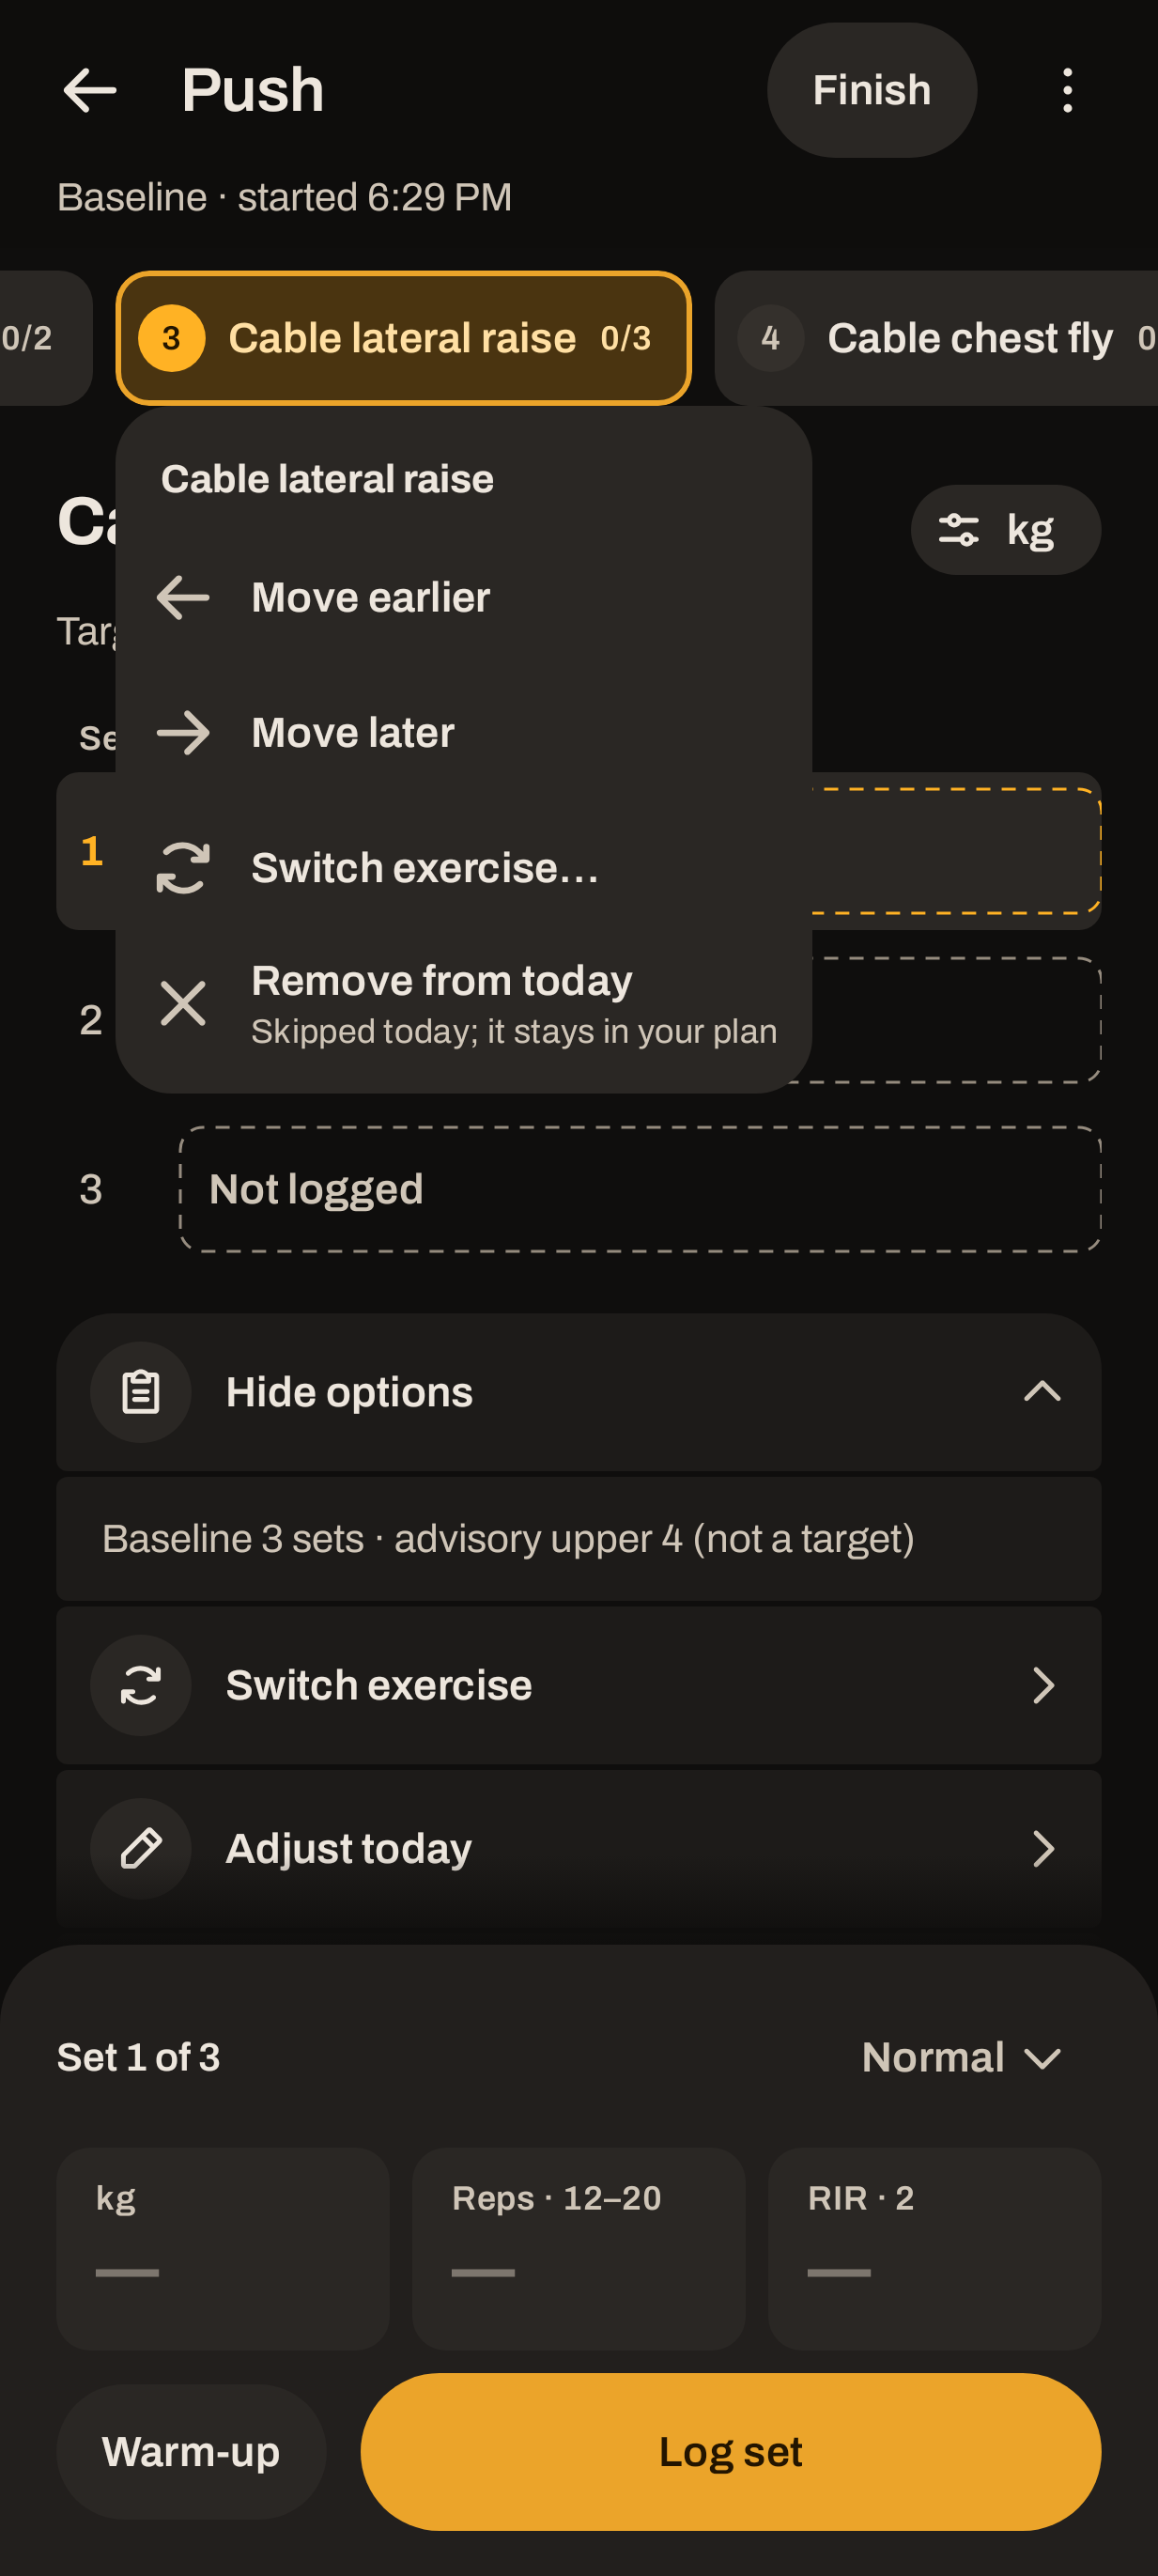 Push
Finish
Baseline · started 6:29 PM
0/2
3 Cable lateral raise 0/3
4 Cable chest fly 0
Cable lateral raise
kg
Move earlier
Move later
1
Switch exercise...
Remove from today
2
Skipped today; it stays in your plan
3 Not logged
Hide options
Baseline 3 sets · advisory upper 4 (not a target)
Switch exercise
Adjust today
Set 1 of 3
Normal
kg
Reps · 12–20
RIR · 2
—
—
—
Warm-up
Log set